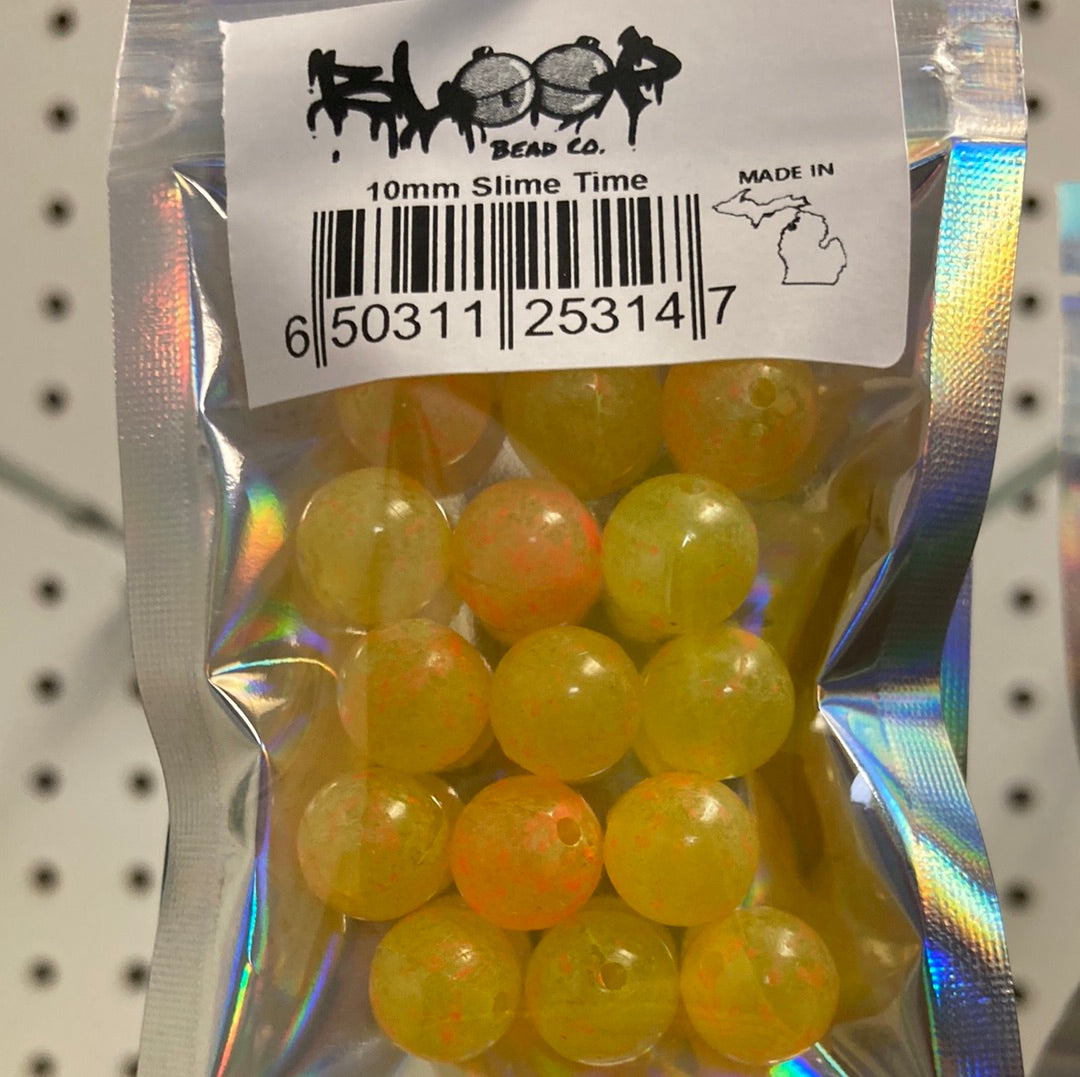 BLOOP
BEAD CO.
10mm Slime Time
MADE IN
6 50311 25314 7